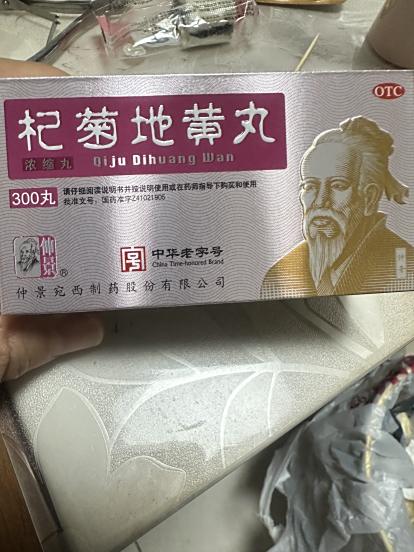 OTC
杞菊地黄丸
浓缩丸 Qiju Dihuang Wan
300丸
请仔细阅读说明书并按说明使用或在药师指导下购买和使用
批准文号：国药准字Z41021905
仲景®
中华老字号
China Time-honored Brand
仲景
仲景宛西制药股份有限公司